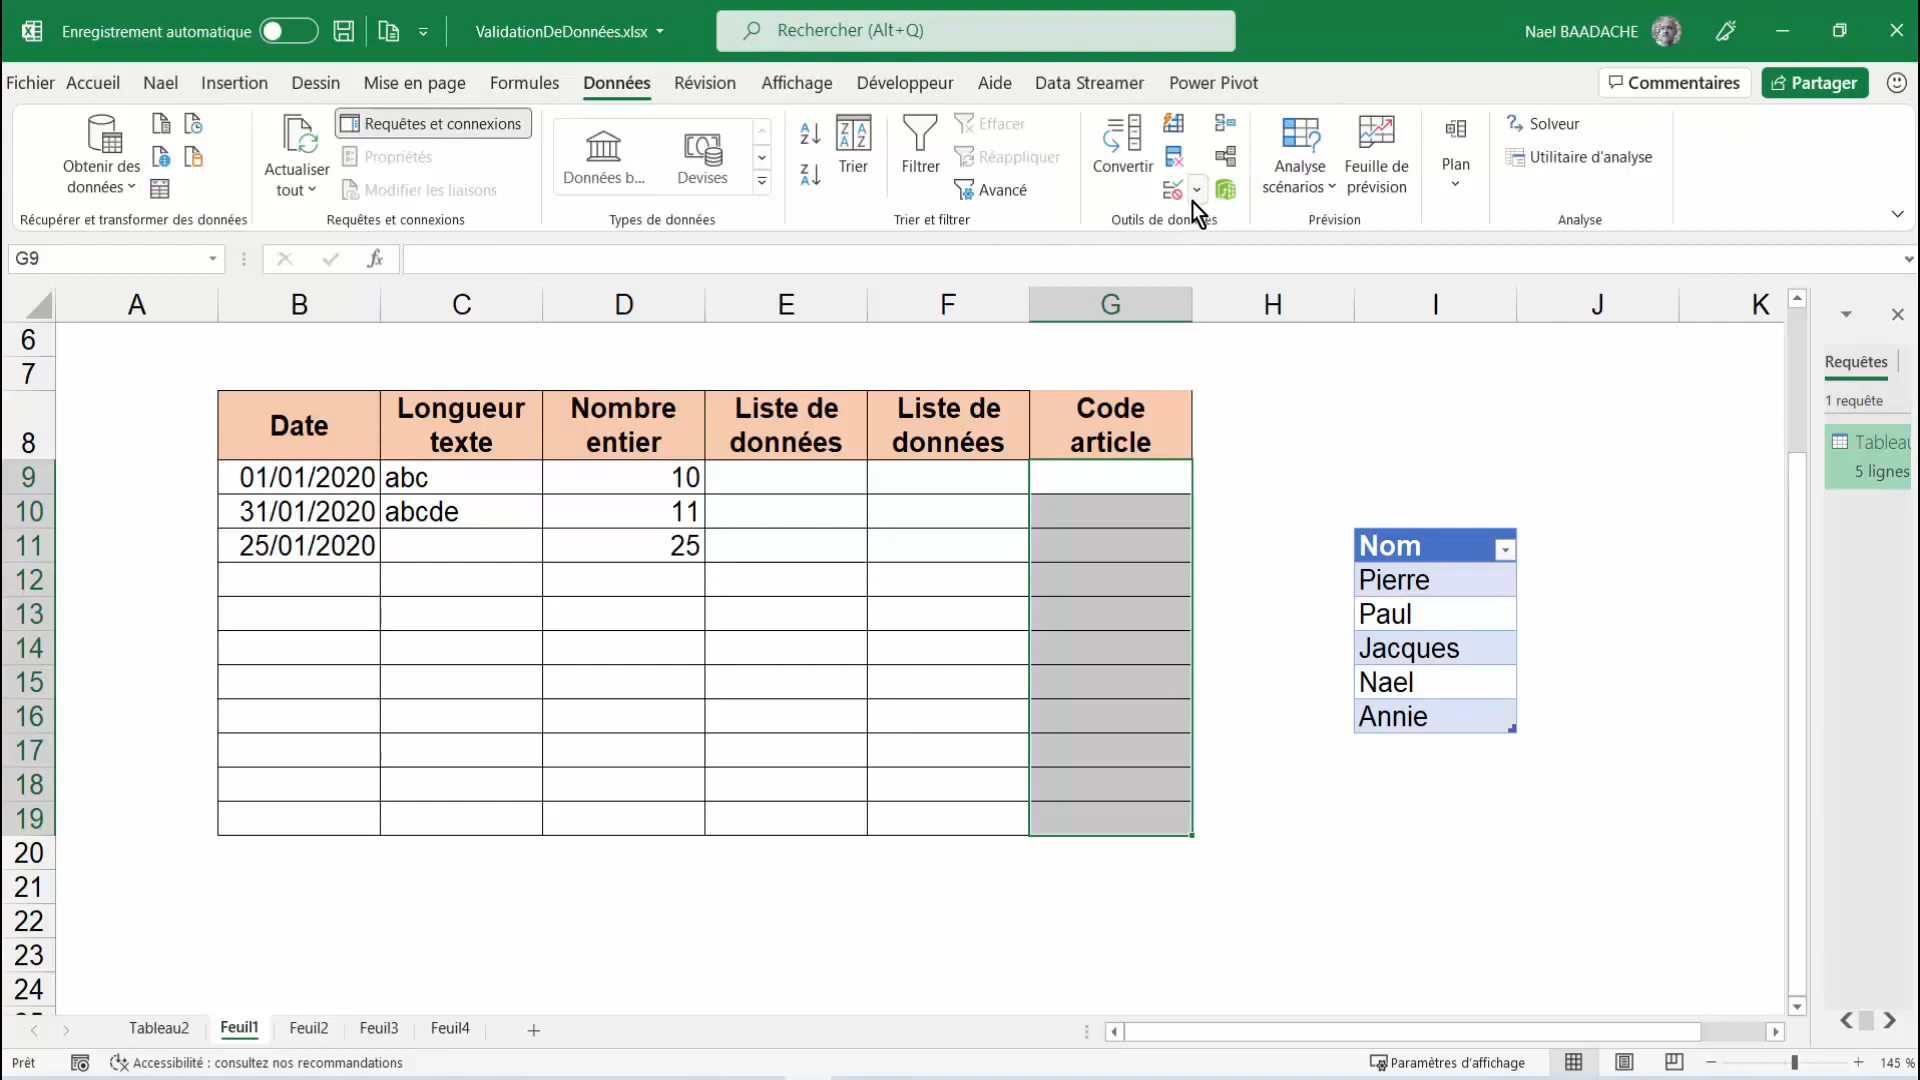 Enregistrement automatique
ValidationDeDonnées.xlsx
Rechercher (Alt+Q)
Nael BAADACHE
Fichier Accueil Nael Insertion Dessin Mise en page Formules Données Révision Affichage Développeur Aide Data Streamer Power Pivot
Commentaires
Partager
Obtenir des
données
Récupérer et transformer des données
Actualiser
tout
Requêtes et connexions
Propriétés
Modifier les liaisons
Requêtes et connexions
Données b...
Devises
Types de données
Trier
Filtrer
Effacer
Réappliquer
Avancé
Trier et filtrer
Convertir
Outils de données
Analyse
scénarios
Feuille de
prévision
Prévision
Plan
Solveur
Utilitaire d'analyse
Analyse
G9
fx
A B C D E F G H I J K
6
7
8 Date Longueur texte Nombre entier Liste de données Liste de données Code article
9 01/01/2020 abc 10
10 31/01/2020 abcde 11
11 25/01/2020 25 Nom
12 Pierre
13 Paul
14 Jacques
15 Nael
16 Annie
17
18
19
20
21
22
23
24
Requêtes
1 requête
5 lignes
Tableau2 Feuil1 Feuil2 Feuil3 Feuil4
Prêt
Accessibilité : consultez nos recommandations
Paramètres d'affichage
145 %